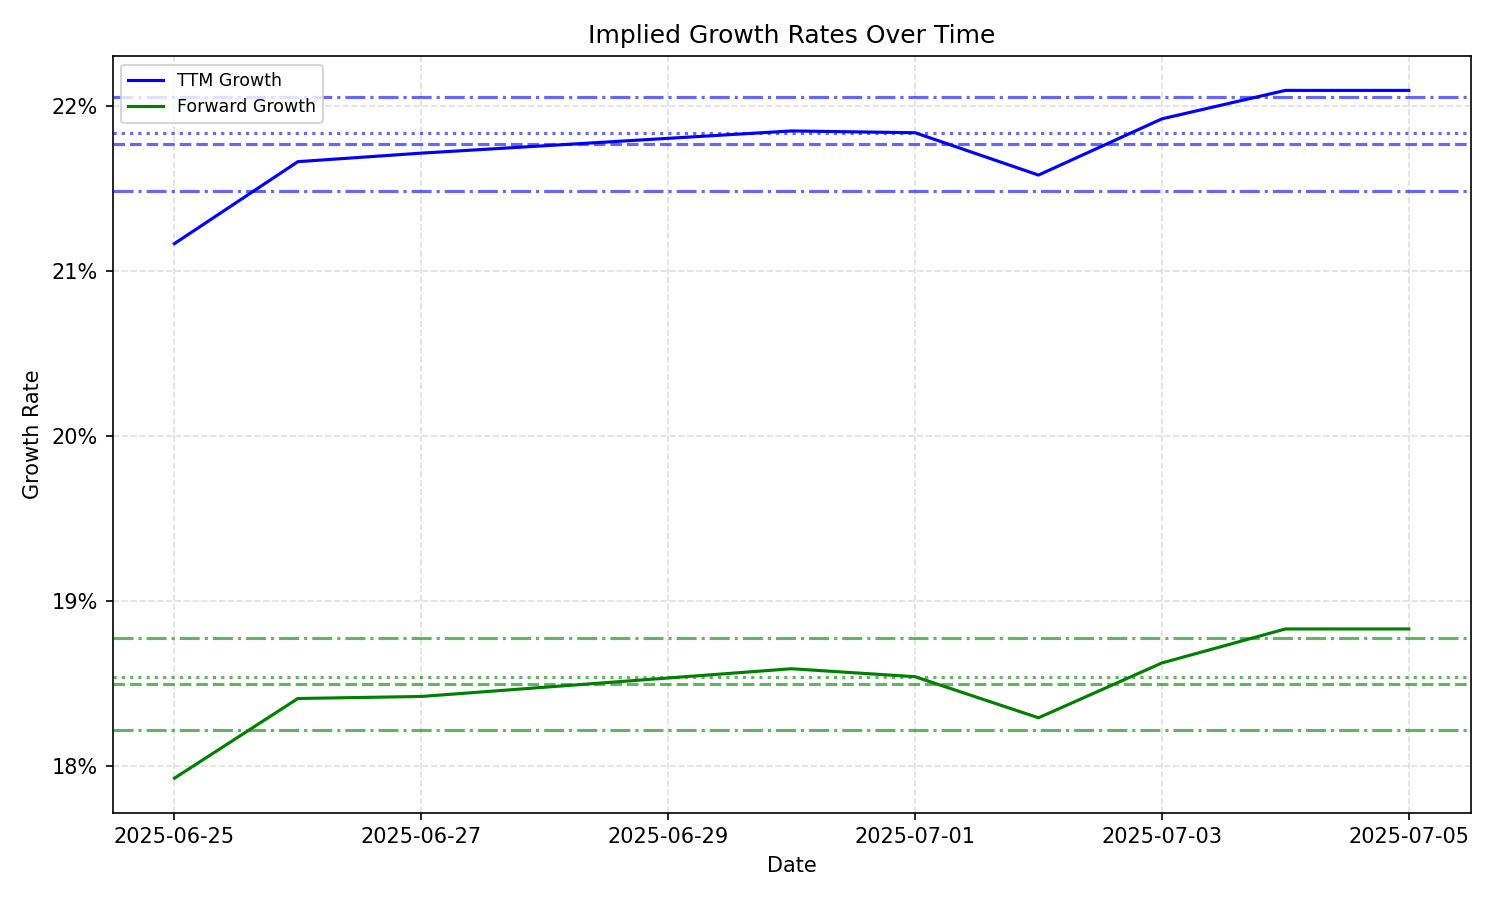 Implied Growth Rates Over Time
TTM Growth
Forward Growth
22%
21%
20%
19%
18%
Growth Rate
2025-06-25
2025-06-27
2025-06-29
2025-07-01
2025-07-03
2025-07-05
Date